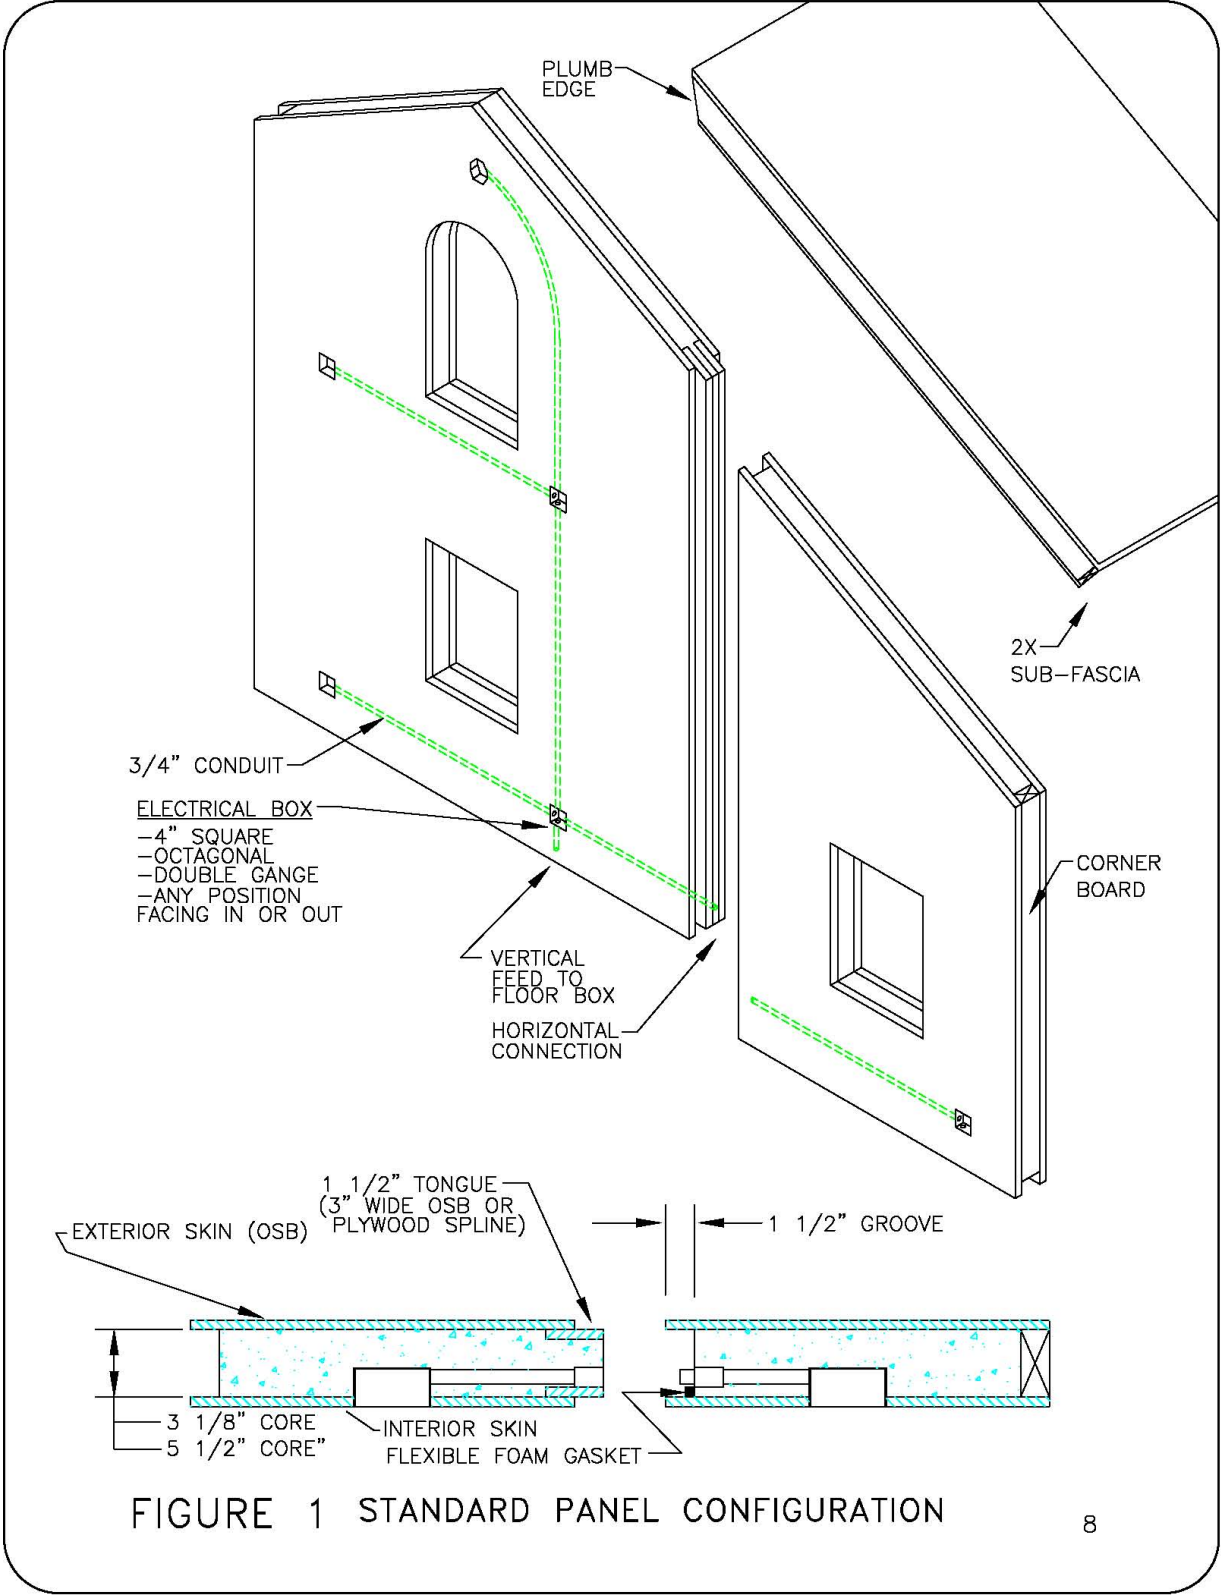 PLUMB
EDGE
2X
SUB-FASCIA
3/4" CONDUIT
ELECTRICAL BOX
-4" SQUARE
-OCTAGONAL
-DOUBLE GANGE
-ANY POSITION
FACING IN OR OUT
CORNER
BOARD
VERTICAL
FEED TO
FLOOR BOX
HORIZONTAL
CONNECTION
1 1/2" TONGUE
(3" WIDE OSB OR
PLYWOOD SPLINE)
EXTERIOR SKIN (OSB)
1 1/2" GROOVE
3 1/8" CORE
5 1/2" CORE"
INTERIOR SKIN
FLEXIBLE FOAM GASKET
FIGURE 1 STANDARD PANEL CONFIGURATION
8